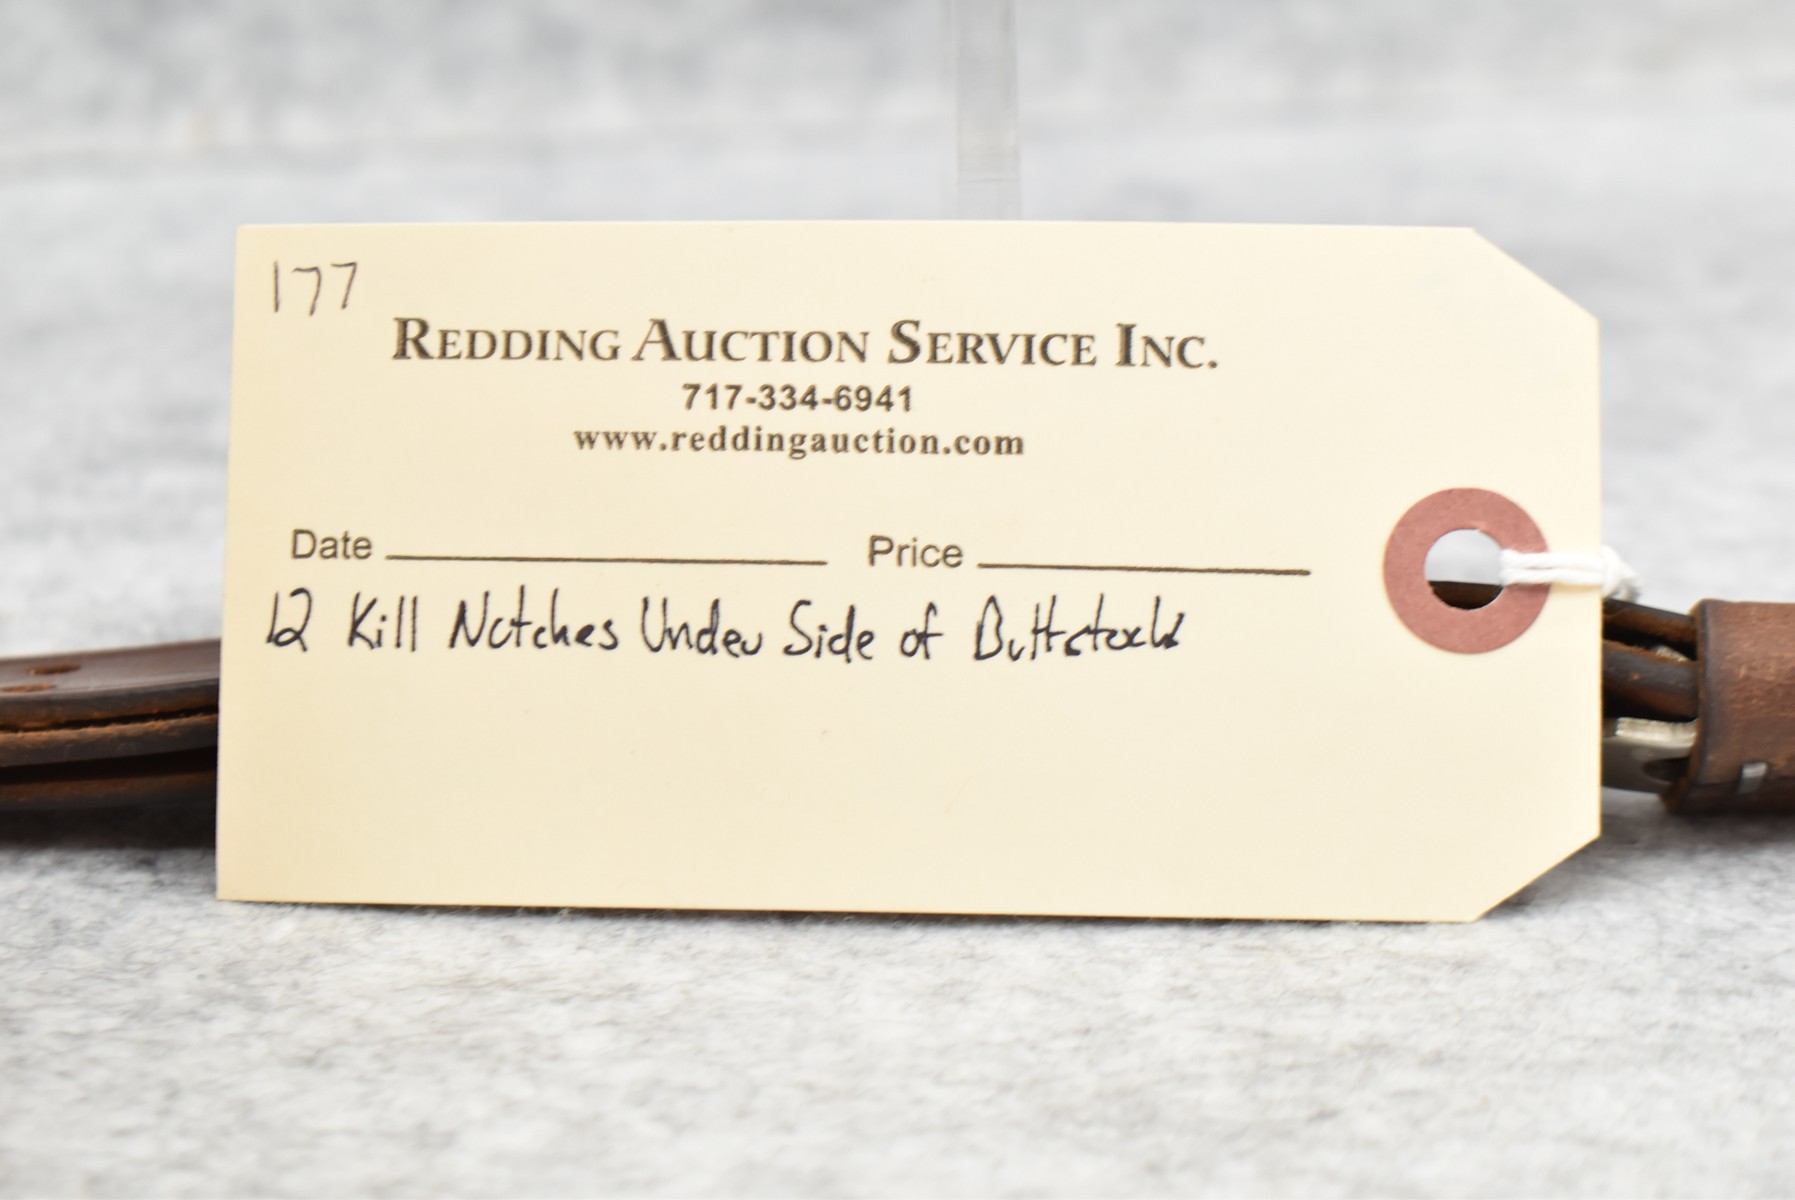 177
REDDING AUCTION SERVICE INC.
717-334-6941
www.reddingauction.com
Date Price
12 Kill Notches Under Side of Buttstock